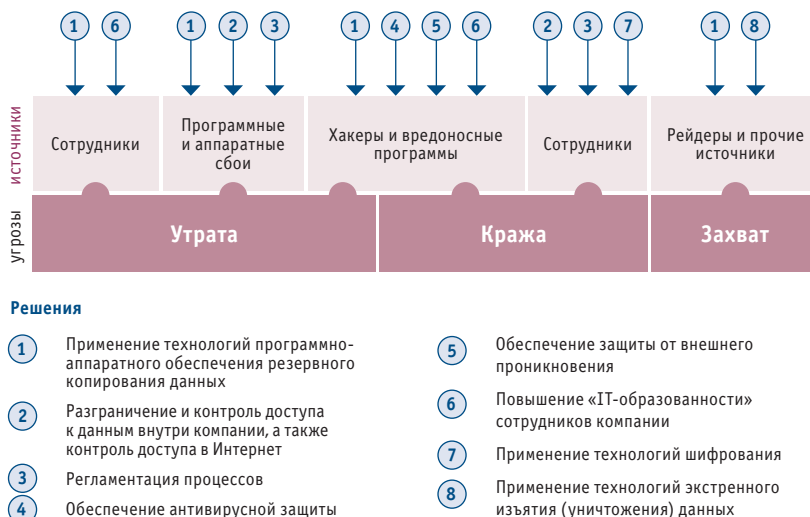 1 6 1 2 3 1 4 5 6 2 3 7 1 8
источники
Сотрудники
Программные
и аппаратные
сбои
Хакеры и вредоносные
программы
Сотрудники
Рейдеры и прочие
источники
угрозы
Утрата
Кража
Захват
Решения
1
Применение технологий программно-
аппаратного обеспечения резервного
копирования данных
2
Разграничение и контроль доступа
к данным внутри компании, а также
контроль доступа в Интернет
3
Регламентация процессов
4
Обеспечение антивирусной защиты
5
Обеспечение защиты от внешнего
проникновения
6
Повышение «IT-образованности»
сотрудников компании
7
Применение технологий шифрования
8
Применение технологий экстренного
изъятия (уничтожения) данных